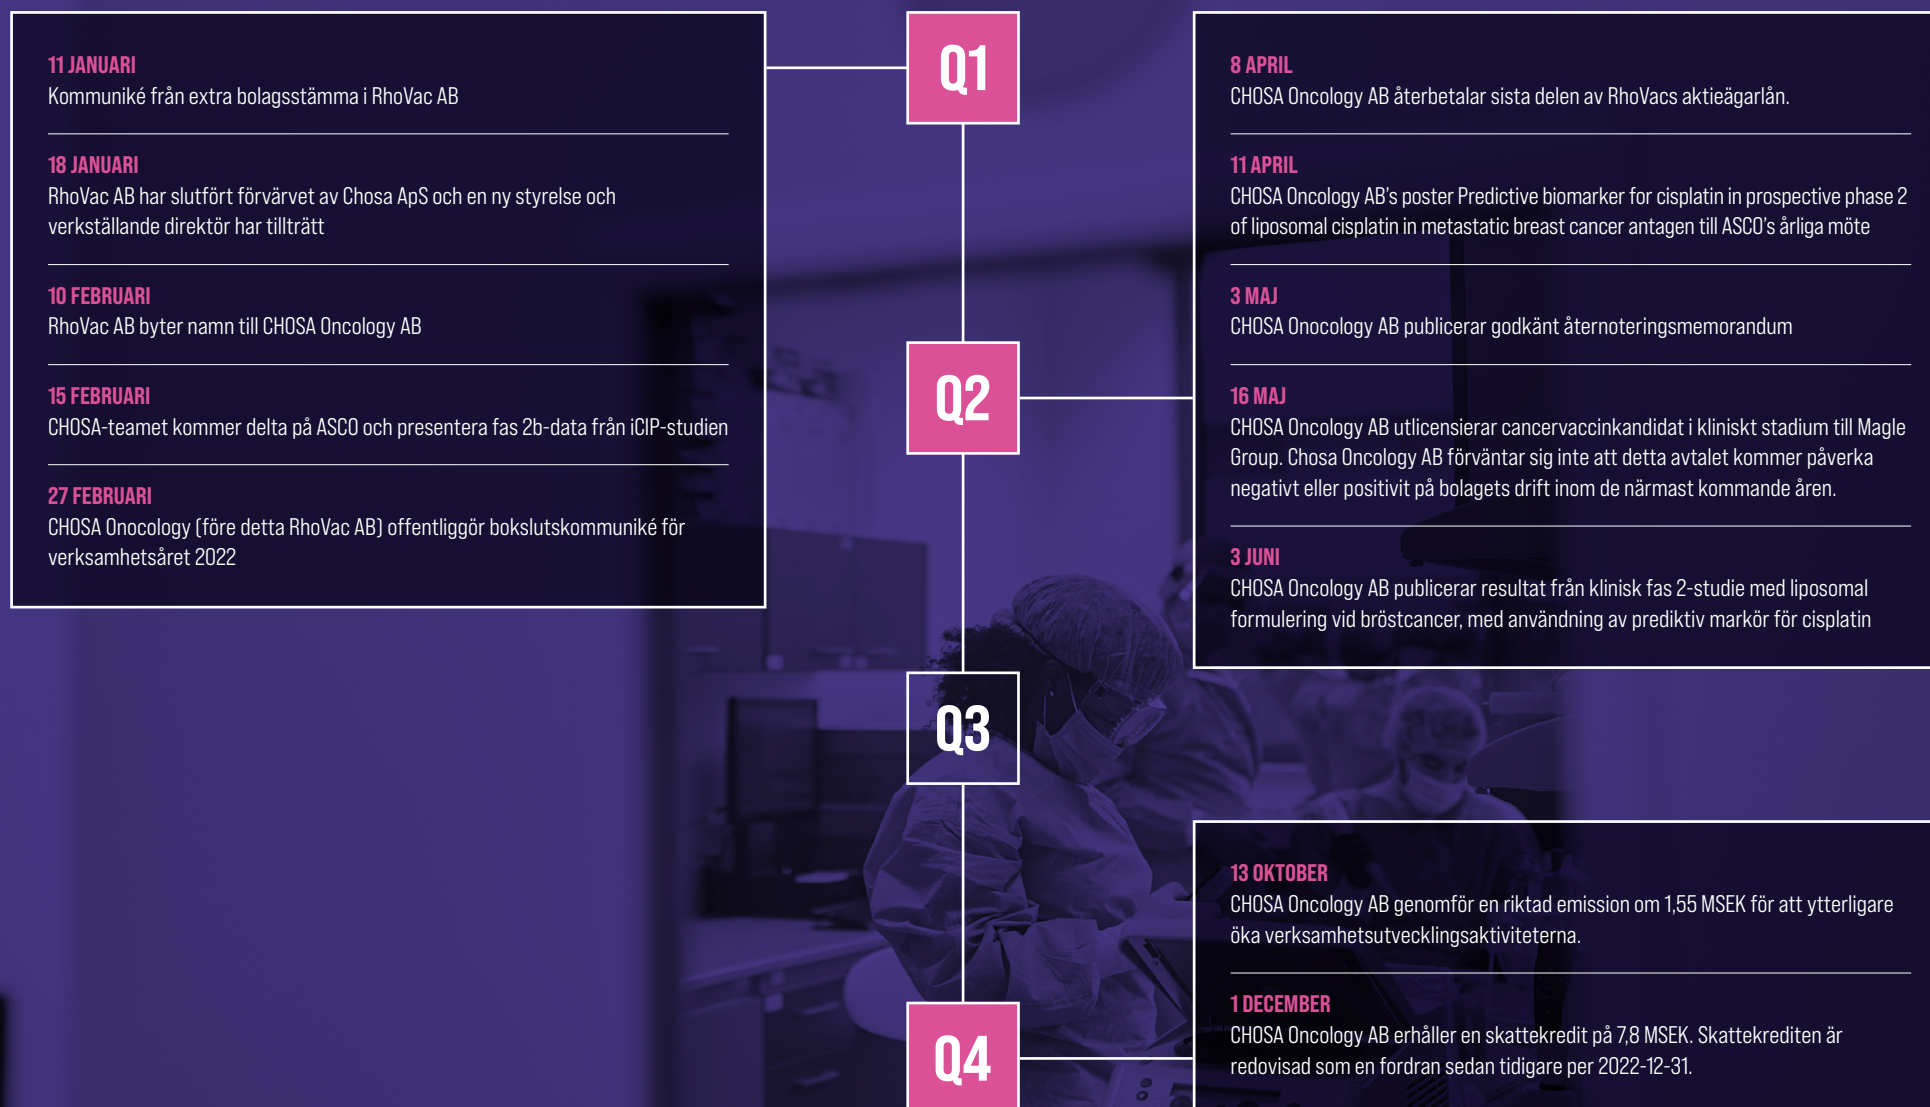 Q1
11 JANUARI
Kommuniké från extra bolagsstämma i RhoVac AB
18 JANUARI
RhoVac AB har slutfört förvärvet av Chosa ApS och en ny styrelse och
verkställande direktör har tillträtt
10 FEBRUARI
RhoVac AB byter namn till CHOSA Oncology AB
15 FEBRUARI
CHOSA-teamet kommer delta på ASCO och presentera fas 2b-data från iCIP-studien
27 FEBRUARI
CHOSA Onocology (före detta RhoVac AB) offentliggör bokslutskommuniké för
verksamhetsåret 2022
Q2
8 APRIL
CHOSA Oncology AB återbetalar sista delen av RhoVacs aktieägarlån.
11 APRIL
CHOSA Oncology AB’s poster Predictive biomarker for cisplatin in prospective phase 2
of liposomal cisplatin in metastatic breast cancer antagen till ASCO’s årliga möte
3 MAJ
CHOSA Onocology AB publicerar godkänt åternoteringsmemorandum
16 MAJ
CHOSA Oncology AB utlicensierar cancervaccinkandidat i kliniskt stadium till Magle
Group. Chosa Oncology AB förväntar sig inte att detta avtalet kommer påverka
negativt eller positivit på bolagets drift inom de närmast kommande åren.
3 JUNI
CHOSA Oncology AB publicerar resultat från klinisk fas 2-studie med liposomal
formulering vid bröstcancer, med användning av prediktiv markör för cisplatin
Q3
Q4
13 OKTOBER
CHOSA Oncology AB genomför en riktad emission om 1,55 MSEK för att ytterligare
öka verksamhetsutvecklingsaktiviteterna.
1 DECEMBER
CHOSA Oncology AB erhåller en skattekredit på 7,8 MSEK. Skattekrediten är
redovisad som en fordran sedan tidigare per 2022-12-31.